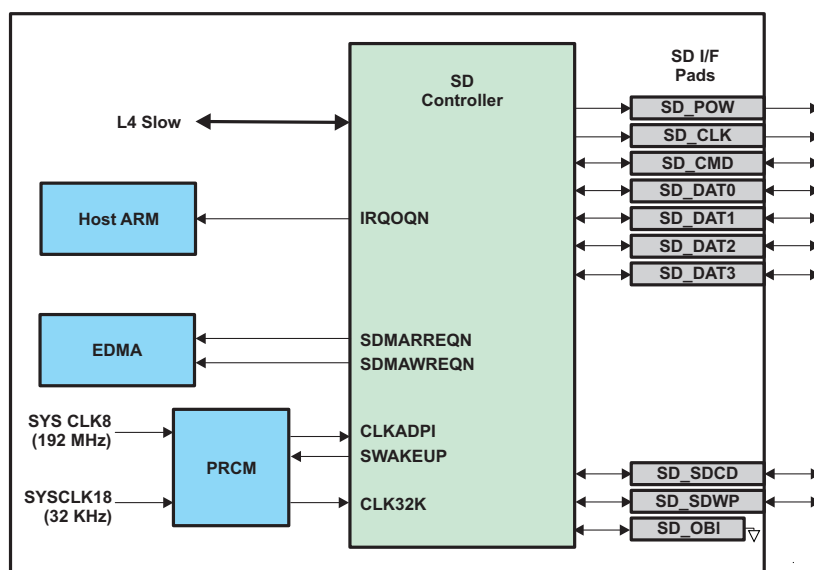 SD I/F
Pads
SD
Controller
SD_POW
L4 Slow
SD_CLK
SD_CMD
SD_DAT0
Host ARM
IRQOQN
SD_DAT1
SD_DAT2
SD_DAT3
EDMA
SDMARREQN
SDMAWREQN
SYS CLK8
(192 MHz)
PRCM
CLKADPI
SWAKEUP
SYSCLK18
(32 KHz)
CLK32K
SD_SDCD
SD_SDWP
SD_OBI